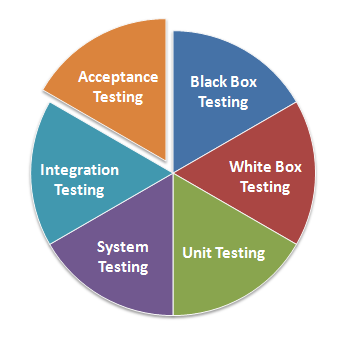 Acceptance
Testing
Black Box
Testing
White Box
Testing
Unit Testing
System
Testing
Integration
Testing